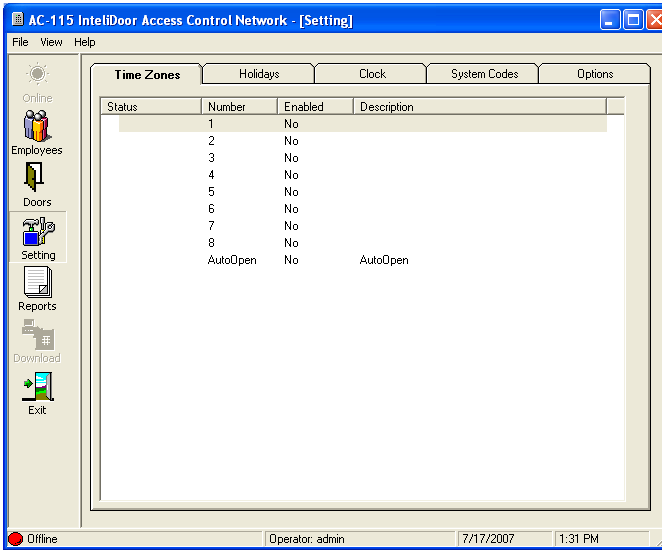 AC-115 InteliDoor Access Control Network - [Setting]
File View Help
Online
Employees
Doors
Setting
Reports
Download
Exit
Time Zones Holidays Clock System Codes Options
Status Number Enabled Description
1 No
2 No
3 No
4 No
5 No
6 No
7 No
8 No
AutoOpen No AutoOpen
Offline Operator: admin 7/17/2007 1:31 PM